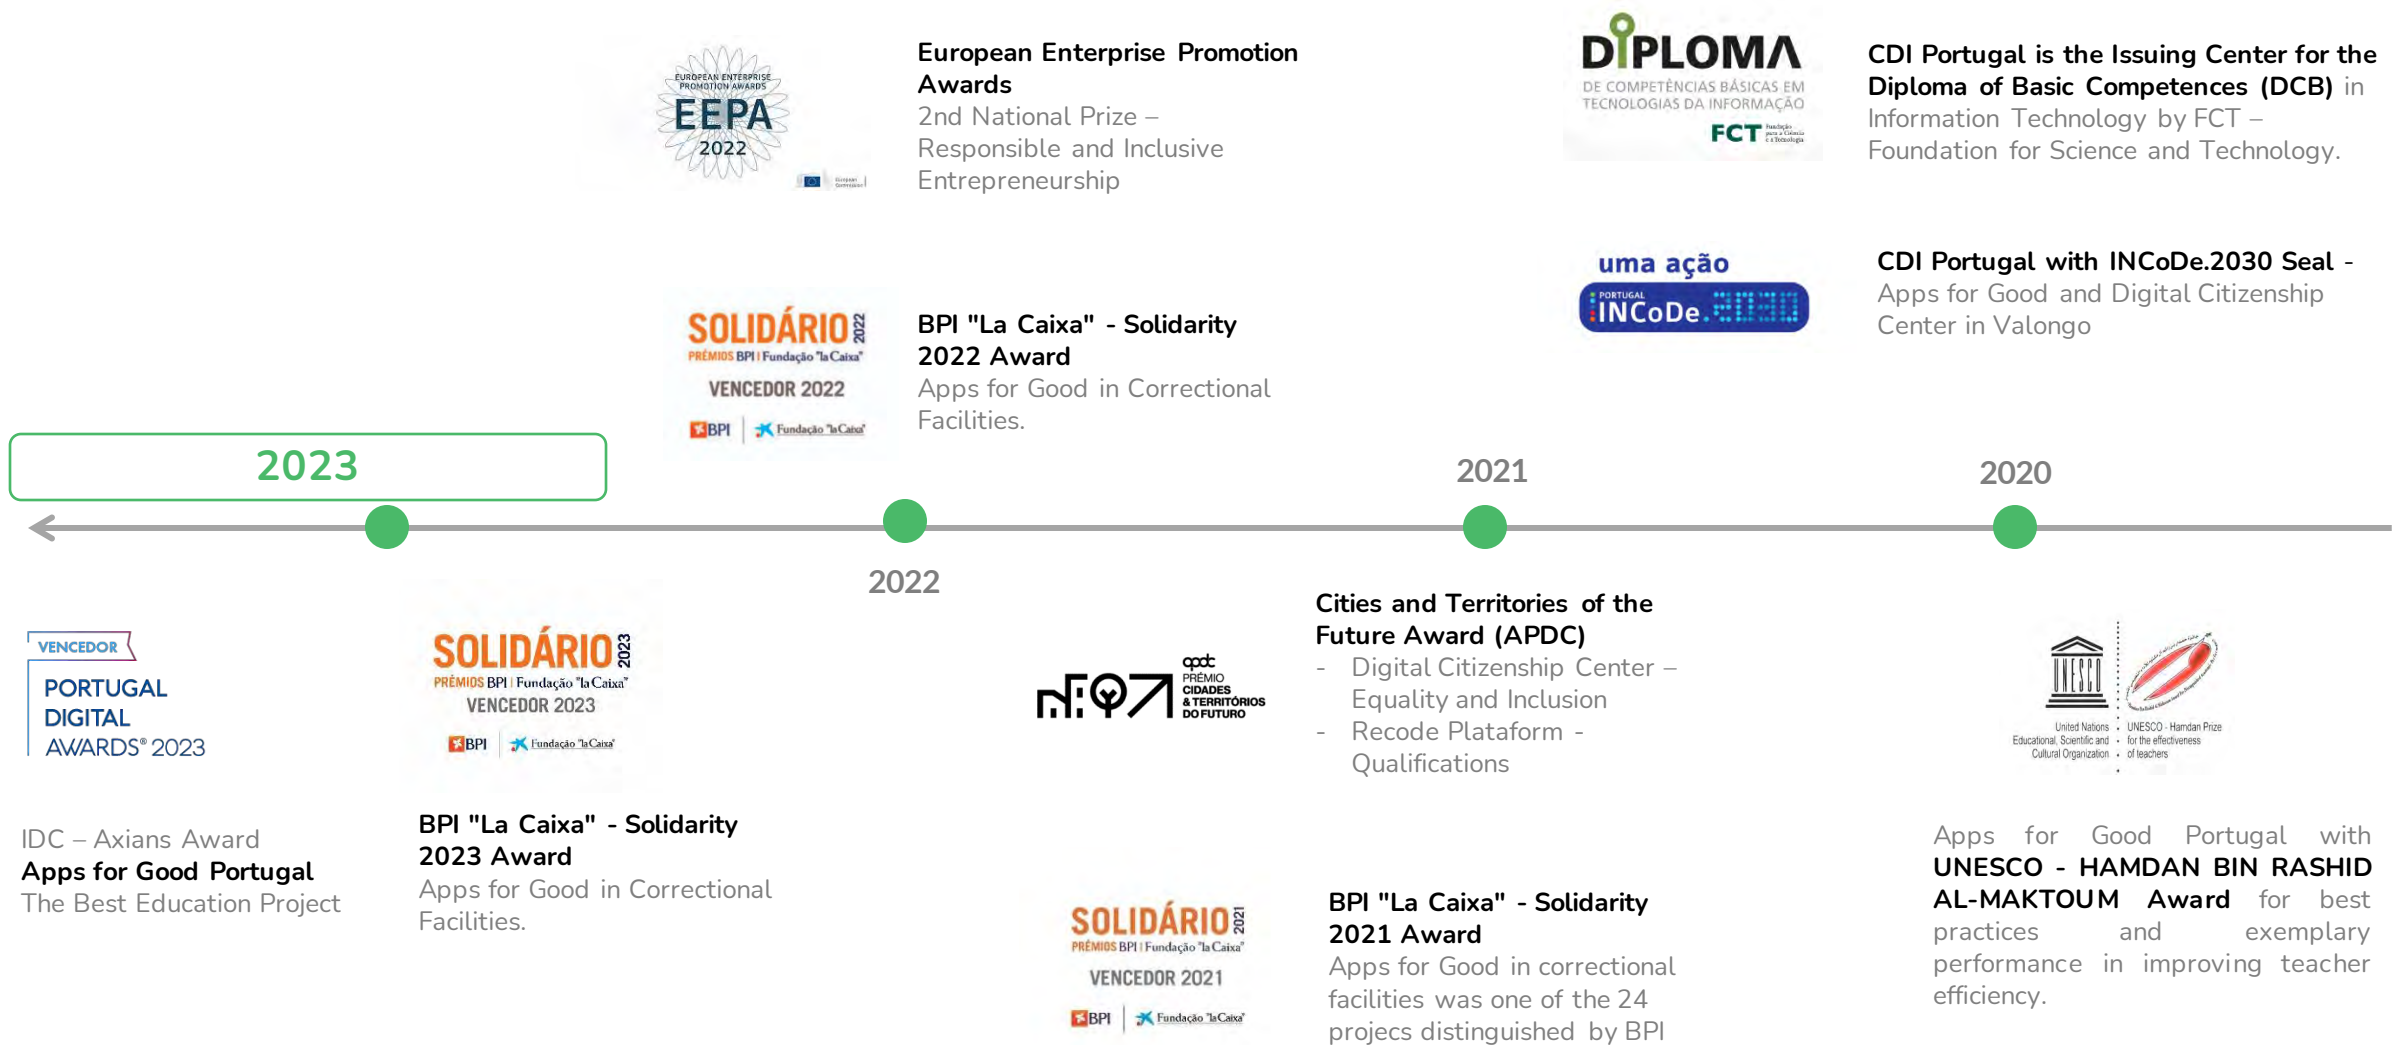 EUROPEAN ENTERPRISE
PROMOTION AWARDS
EEPA
2022
European
Commission
European Enterprise Promotion
Awards
2nd National Prize –
Responsible and Inclusive
Entrepreneurship
DIPLOMA
DE COMPETÊNCIAS BÁSICAS EM
TECNOLOGIAS DA INFORMAÇÃO
FCT Fundação
para a Ciência
e a Tecnologia
CDI Portugal is the Issuing Center for the
Diploma of Basic Competences (DCB) in
Information Technology by FCT –
Foundation for Science and Technology.
SOLIDÁRIO 2022
PRÉMIOS BPI | Fundação "la Caixa"
VENCEDOR 2022
BPI Fundação "la Caixa"
BPI "La Caixa" - Solidarity
2022 Award
Apps for Good in Correctional
Facilities.
uma ação
PORTUGAL
INCoDe.2030
CDI Portugal with INCoDe.2030 Seal -
Apps for Good and Digital Citizenship
Center in Valongo
2023
2021
2020
2022
VENCEDOR
PORTUGAL
DIGITAL
AWARDS® 2023
IDC – Axians Award
Apps for Good Portugal
The Best Education Project
SOLIDÁRIO 2023
PRÉMIOS BPI | Fundação "la Caixa"
VENCEDOR 2023
BPI Fundação "la Caixa"
BPI "La Caixa" - Solidarity
2023 Award
Apps for Good in Correctional
Facilities.
apdc
PRÉMIO
CIDADES
& TERRITÓRIOS
DO FUTURO
Cities and Territories of the
Future Award (APDC)
- Digital Citizenship Center –
Equality and Inclusion
- Recode Plataform -
Qualifications
SOLIDÁRIO 2021
PRÉMIOS BPI | Fundação "la Caixa"
VENCEDOR 2021
BPI Fundação "la Caixa"
BPI "La Caixa" - Solidarity
2021 Award
Apps for Good in correctional
facilities was one of the 24
projecs distinguished by BPI
UNESCO
United Nations
Educational, Scientific and
Cultural Organization
UNESCO - Hamdan Prize
for the effectiveness
of teachers
Apps for Good Portugal with
UNESCO - HAMDAN BIN RASHID
AL-MAKTOUM Award for best
practices and exemplary
performance in improving teacher
efficiency.